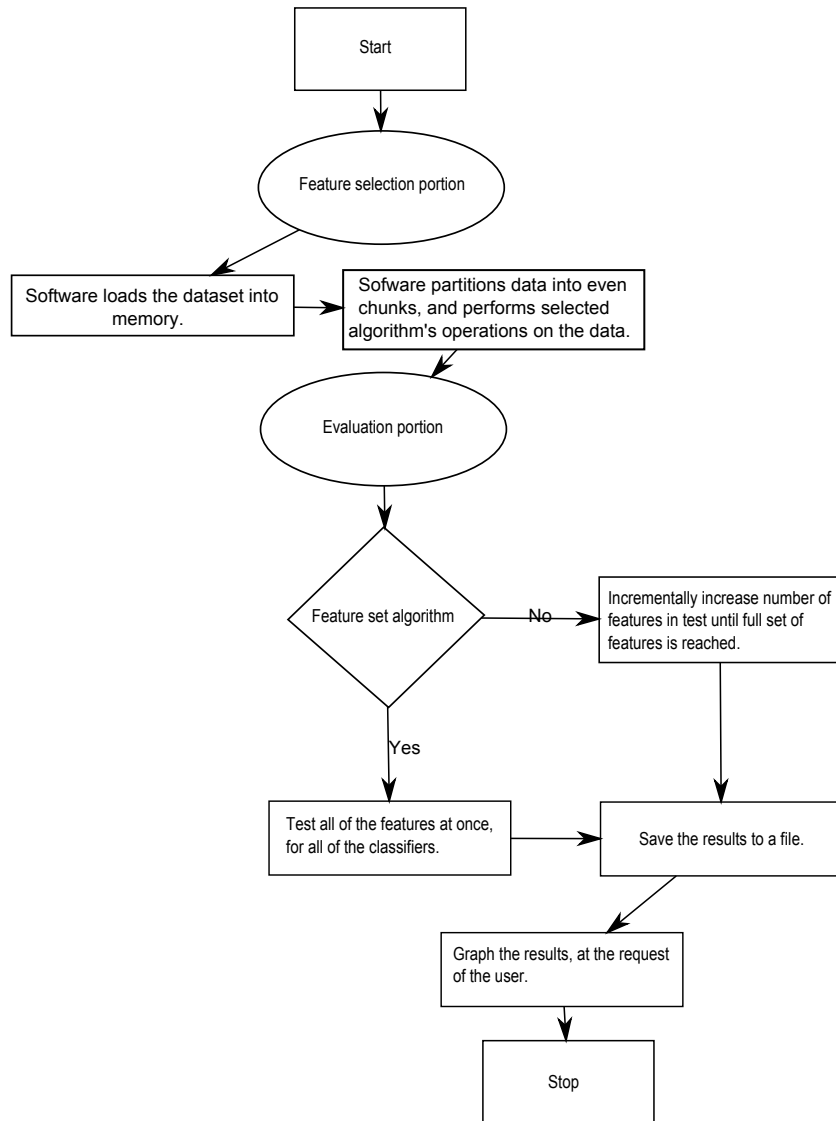 Start
Feature selection portion
Software loads the dataset into
memory.
Sofware partitions data into even
chunks, and performs selected
algorithm's operations on the data.
Evaluation portion
Feature set algorithm
No
Incrementally increase number of
features in test until full set of
features is reached.
Yes
Test all of the features at once,
for all of the classifiers.
Save the results to a file.
Graph the results, at the request
of the user.
Stop